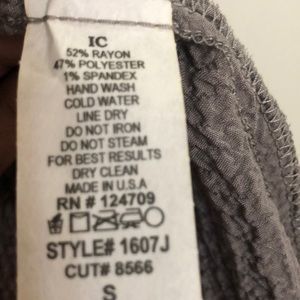 IC
52% RAYON
47% POLYESTER
1% SPANDEX
HAND WASH
COLD WATER
LINE DRY
DO NOT IRON
DO NOT STEAM
FOR BEST RESULTS
DRY CLEAN
MADE IN U.S.A
RN # 124709
STYLE# 1607J
CUT# 8566
S